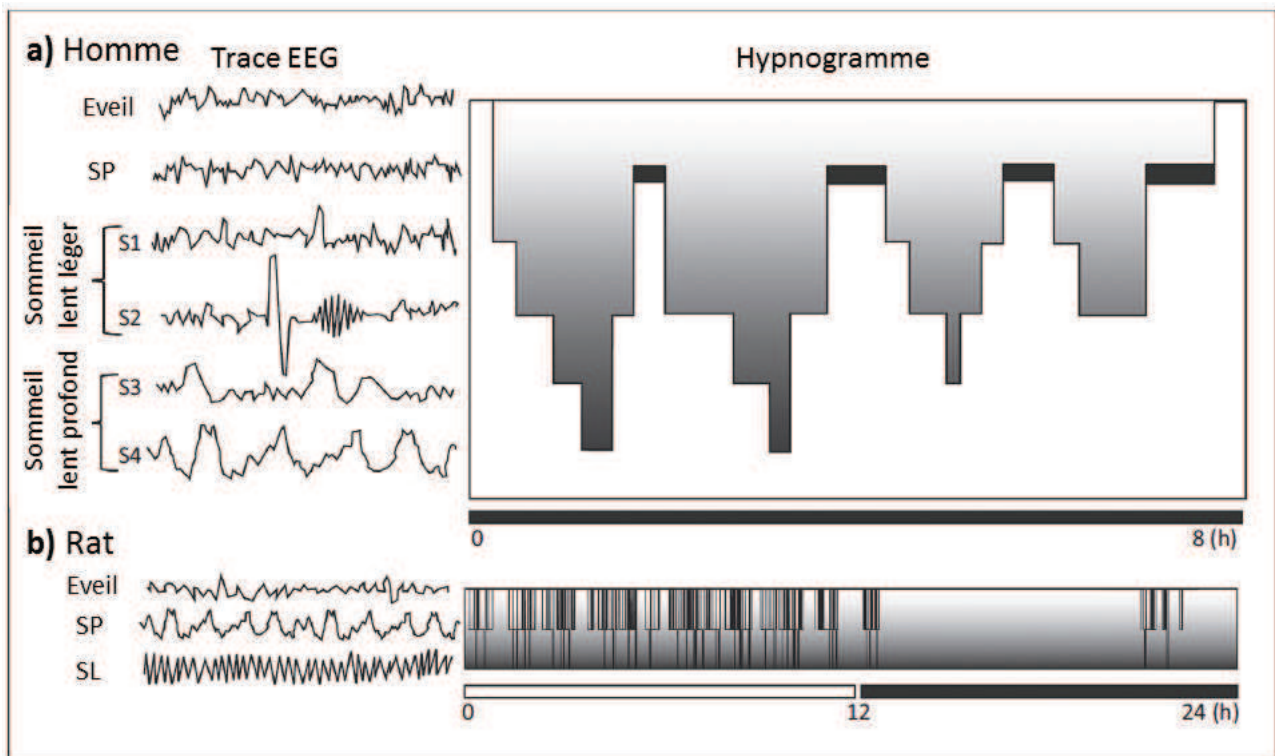 a) Homme
Trace EEG
Hypnogramme
Eveil
SP
Sommeil
lent léger
S1
S2
Sommeil
lent profond
S3
S4
0
8 (h)
b) Rat
Eveil
SP
SL
0
12
24 (h)